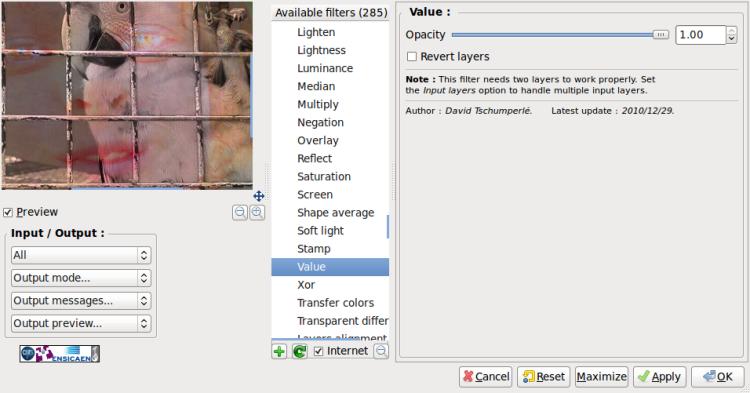 Preview
Input / Output :
All
Output mode...
Output messages...
Output preview...
ENSICAEN
Available filters (285)
Lighten
Lightness
Luminance
Median
Multiply
Negation
Overlay
Reflect
Saturation
Screen
Shape average
Soft light
Stamp
Value
Xor
Transfer colors
Transparent differ
Layers alignment
Internet
Value :
Opacity
1.00
Revert layers
Note : This filter needs two layers to work properly. Set
the Input layers option to handle multiple input layers.
Author : David Tschumperlé. Latest update : 2010/12/29.
Cancel
Reset
Maximize
Apply
OK